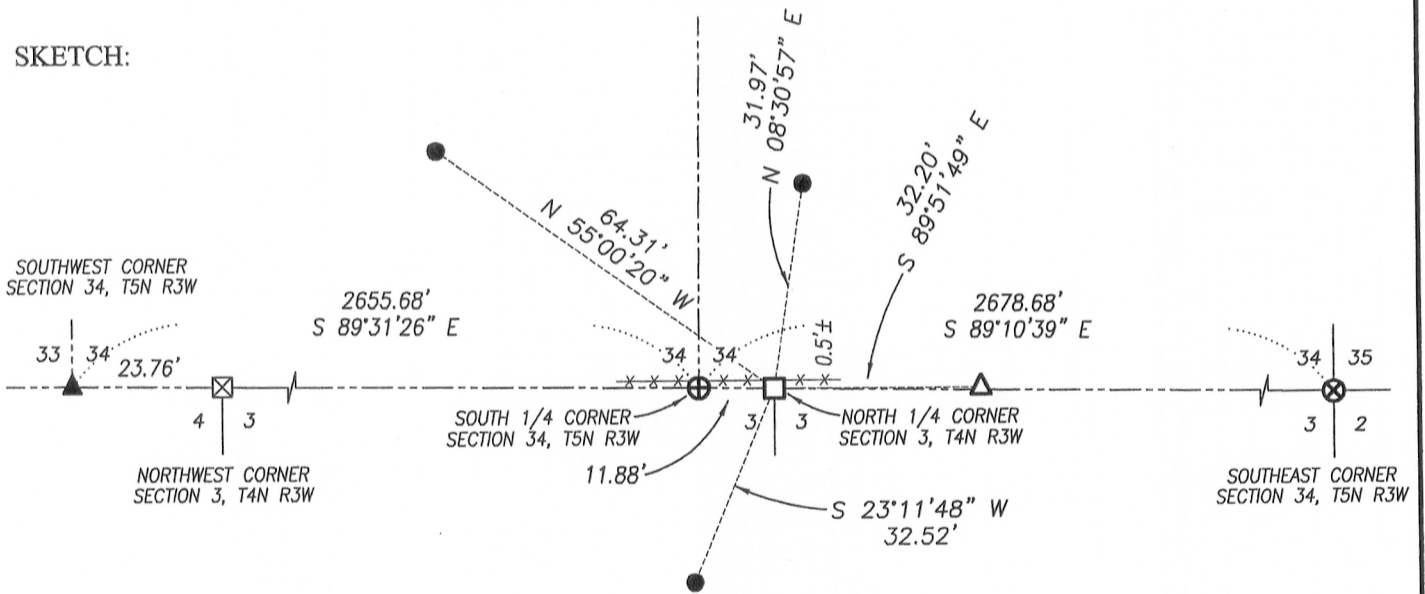 SKETCH:
31.97'
N 08°30'57" E
32.20'
S 89°51'49" E
64.31'
N 55°00'20" W
SOUTHWEST CORNER
SECTION 34, T5N R3W
2655.68'
S 89°31'26" E
2678.68'
S 89°10'39" E
33
34
23.76'
34
34
0.5'±
34
35
4
3
SOUTH 1/4 CORNER
SECTION 34, T5N R3W
3
3
NORTH 1/4 CORNER
SECTION 3, T4N R3W
3
2
11.88'
NORTHWEST CORNER
SECTION 3, T4N R3W
SOUTHEAST CORNER
SECTION 34, T5N R3W
S 23°11'48" W
32.52'